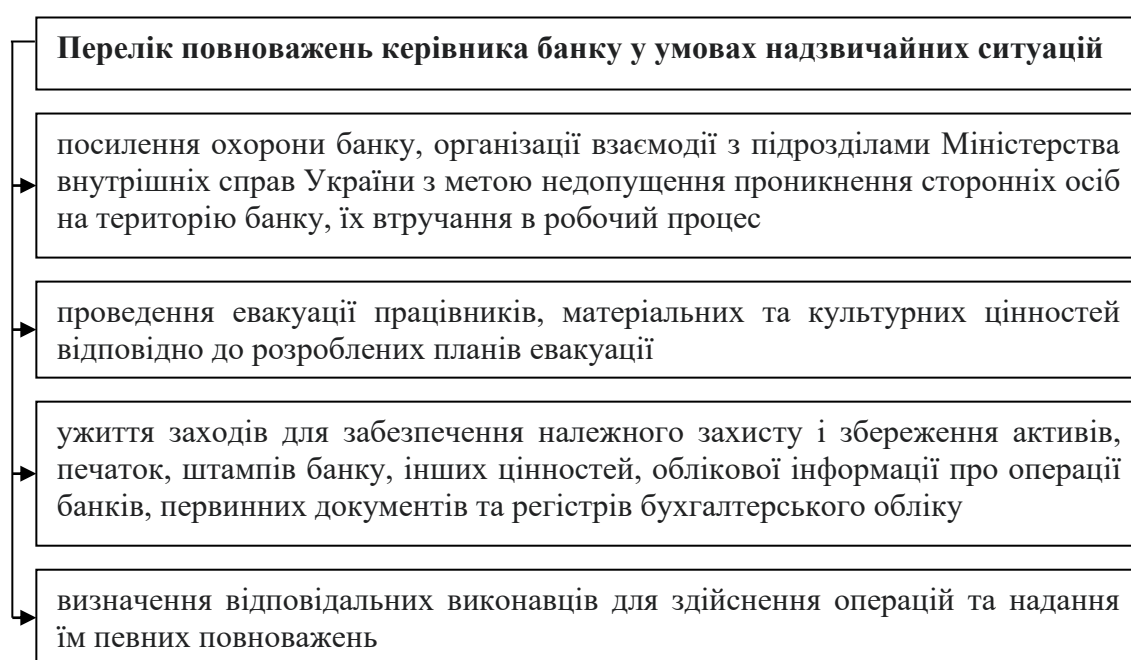 Перелік повноважень керівника банку у умовах надзвичайних ситуацій
посилення охорони банку, організації взаємодії з підрозділами Міністерства
внутрішніх справ України з метою недопущення проникнення сторонніх осіб
на територію банку, їх втручання в робочий процес
проведення евакуації працівників, матеріальних та культурних цінностей
відповідно до розроблених планів евакуації
ужиття заходів для забезпечення належного захисту і збереження активів,
печаток, штампів банку, інших цінностей, облікової інформації про операції
банків, первинних документів та регістрів бухгалтерського обліку
визначення відповідальних виконавців для здійснення операцій та надання
їм певних повноважень